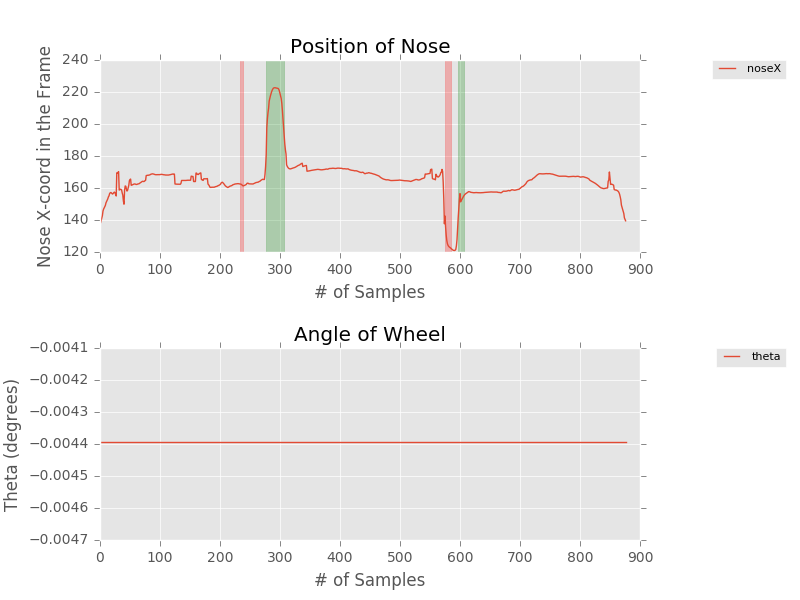 Position of Nose
noseX
Nose X-coord in the Frame
240
220
200
180
160
140
120
0 100 200 300 400 500 600 700 800 900
# of Samples
Angle of Wheel
theta
Theta (degrees)
−0.0041
−0.0042
−0.0043
−0.0044
−0.0045
−0.0046
−0.0047
0 100 200 300 400 500 600 700 800 900
# of Samples